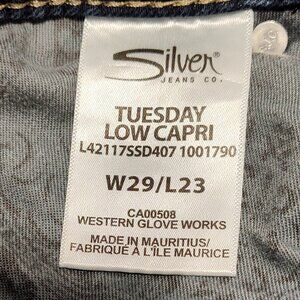 Silver®
JEANS CO.
TUESDAY
LOW CAPRI
L42117SSD407 1001790
W29/L23
CA00508
WESTERN GLOVE WORKS
MADE IN MAURITIUS/
FABRIQUÉ À L'ÎLE MAURICE